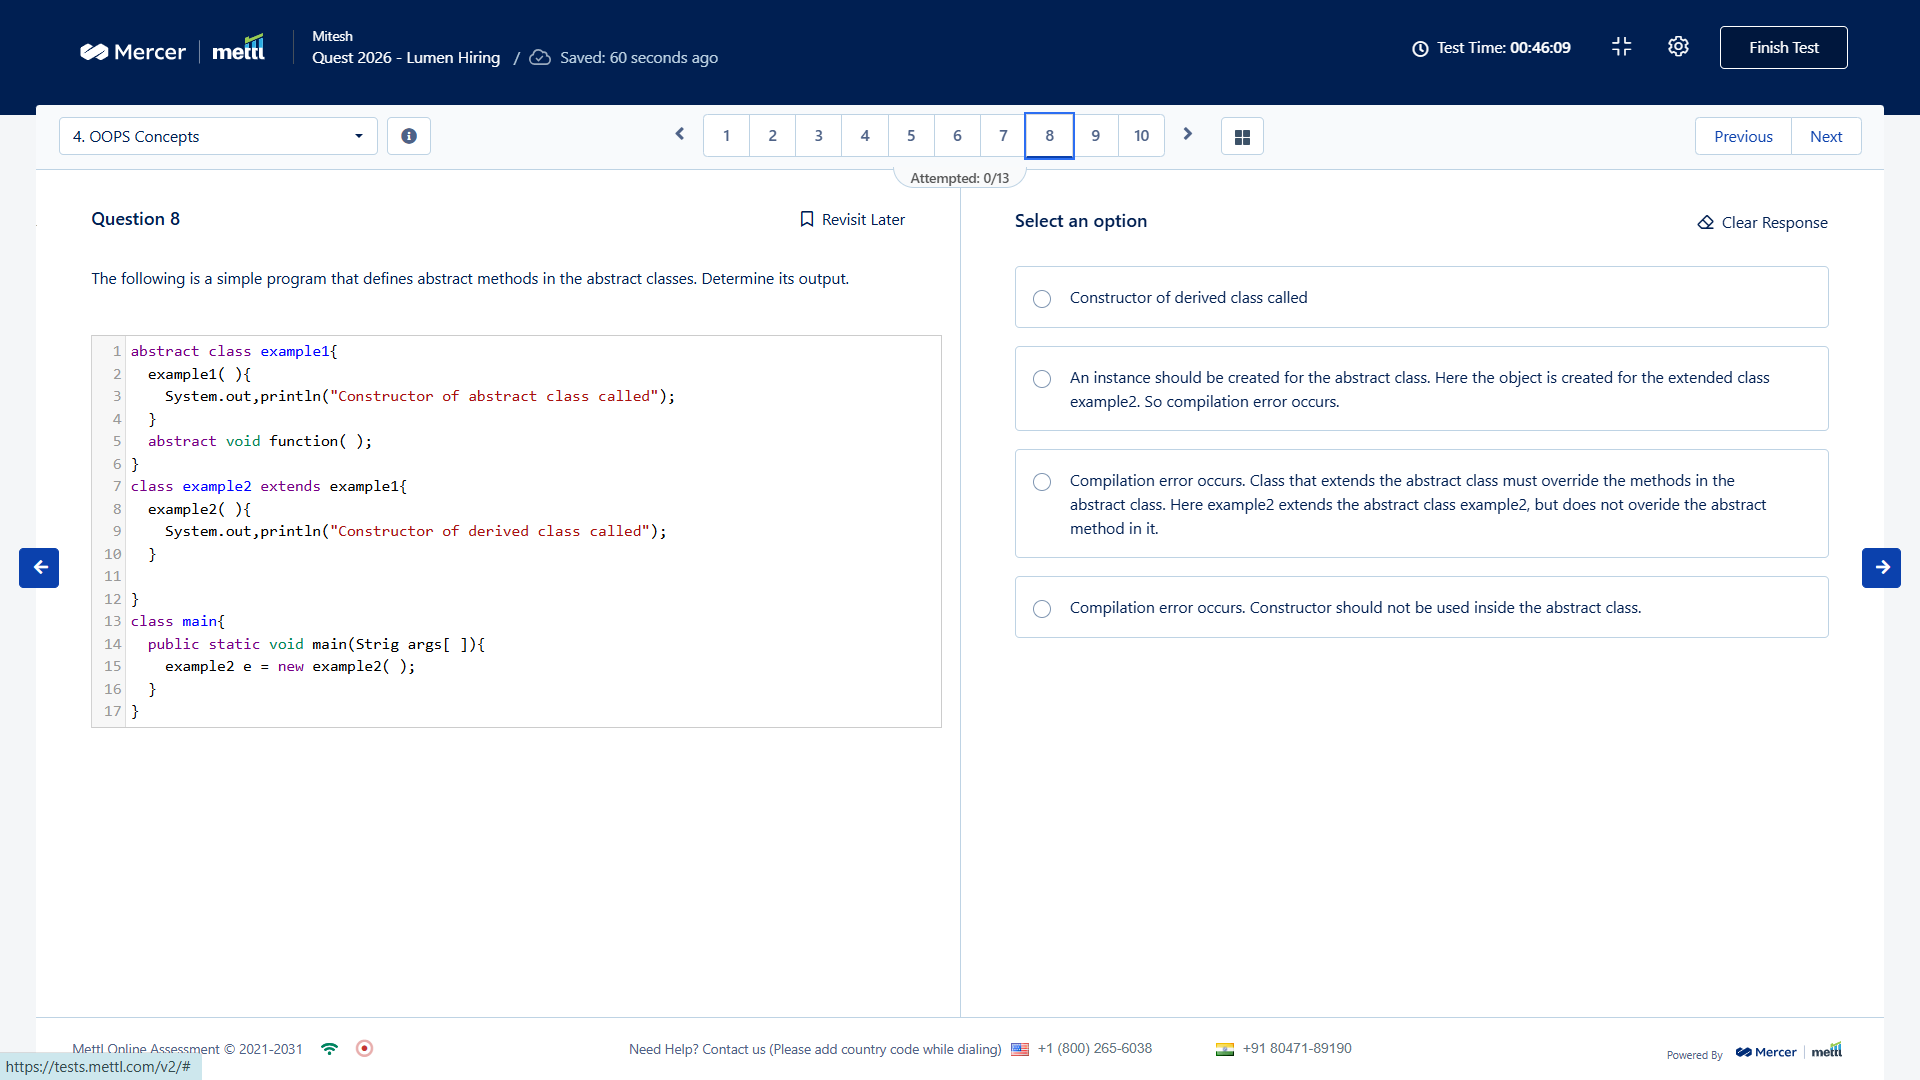 Mercer mettl
Mitesh
Quest 2026 - Lumen Hiring / Saved: 60 seconds ago
Test Time: 00:46:09
Finish Test
4. OOPS Concepts
1 2 3 4 5 6 7 8 9 10
Previous Next
Attempted: 0/13
Question 8
Revisit Later
The following is a simple program that defines abstract methods in the abstract classes. Determine its output.
1 abstract class example1{
2 example1( ){
3 System.out,println("Constructor of abstract class called");
4 }
5 abstract void function( );
6 }
7 class example2 extends example1{
8 example2( ){
9 System.out,println("Constructor of derived class called");
10 }
11
12 }
13 class main{
14 public static void main(Strig args[ ]){
15 example2 e = new example2( );
16 }
17 }
Select an option
Clear Response
Constructor of derived class called
An instance should be created for the abstract class. Here the object is created for the extended class
example2. So compilation error occurs.
Compilation error occurs. Class that extends the abstract class must override the methods in the
abstract class. Here example2 extends the abstract class example2, but does not overide the abstract
method in it.
Compilation error occurs. Constructor should not be used inside the abstract class.
Mettl Online Assessment © 2021-2031
Need Help? Contact us (Please add country code while dialing) +1 (800) 265-6038 +91 80471-89190
Powered By Mercer mettl
https://tests.mettl.com/v2/#